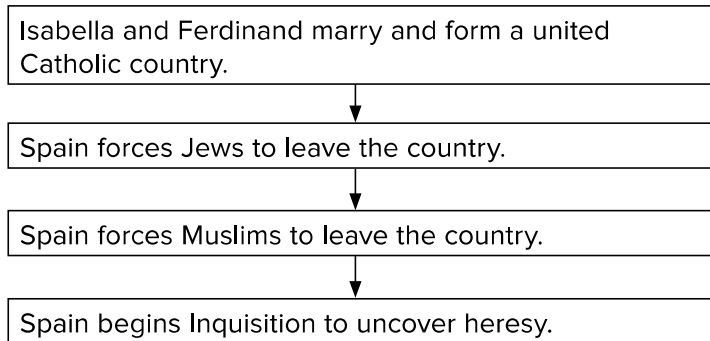 Isabella and Ferdinand marry and form a united
Catholic country.
Spain forces Jews to leave the country.
Spain forces Muslims to leave the country.
Spain begins Inquisition to uncover heresy.